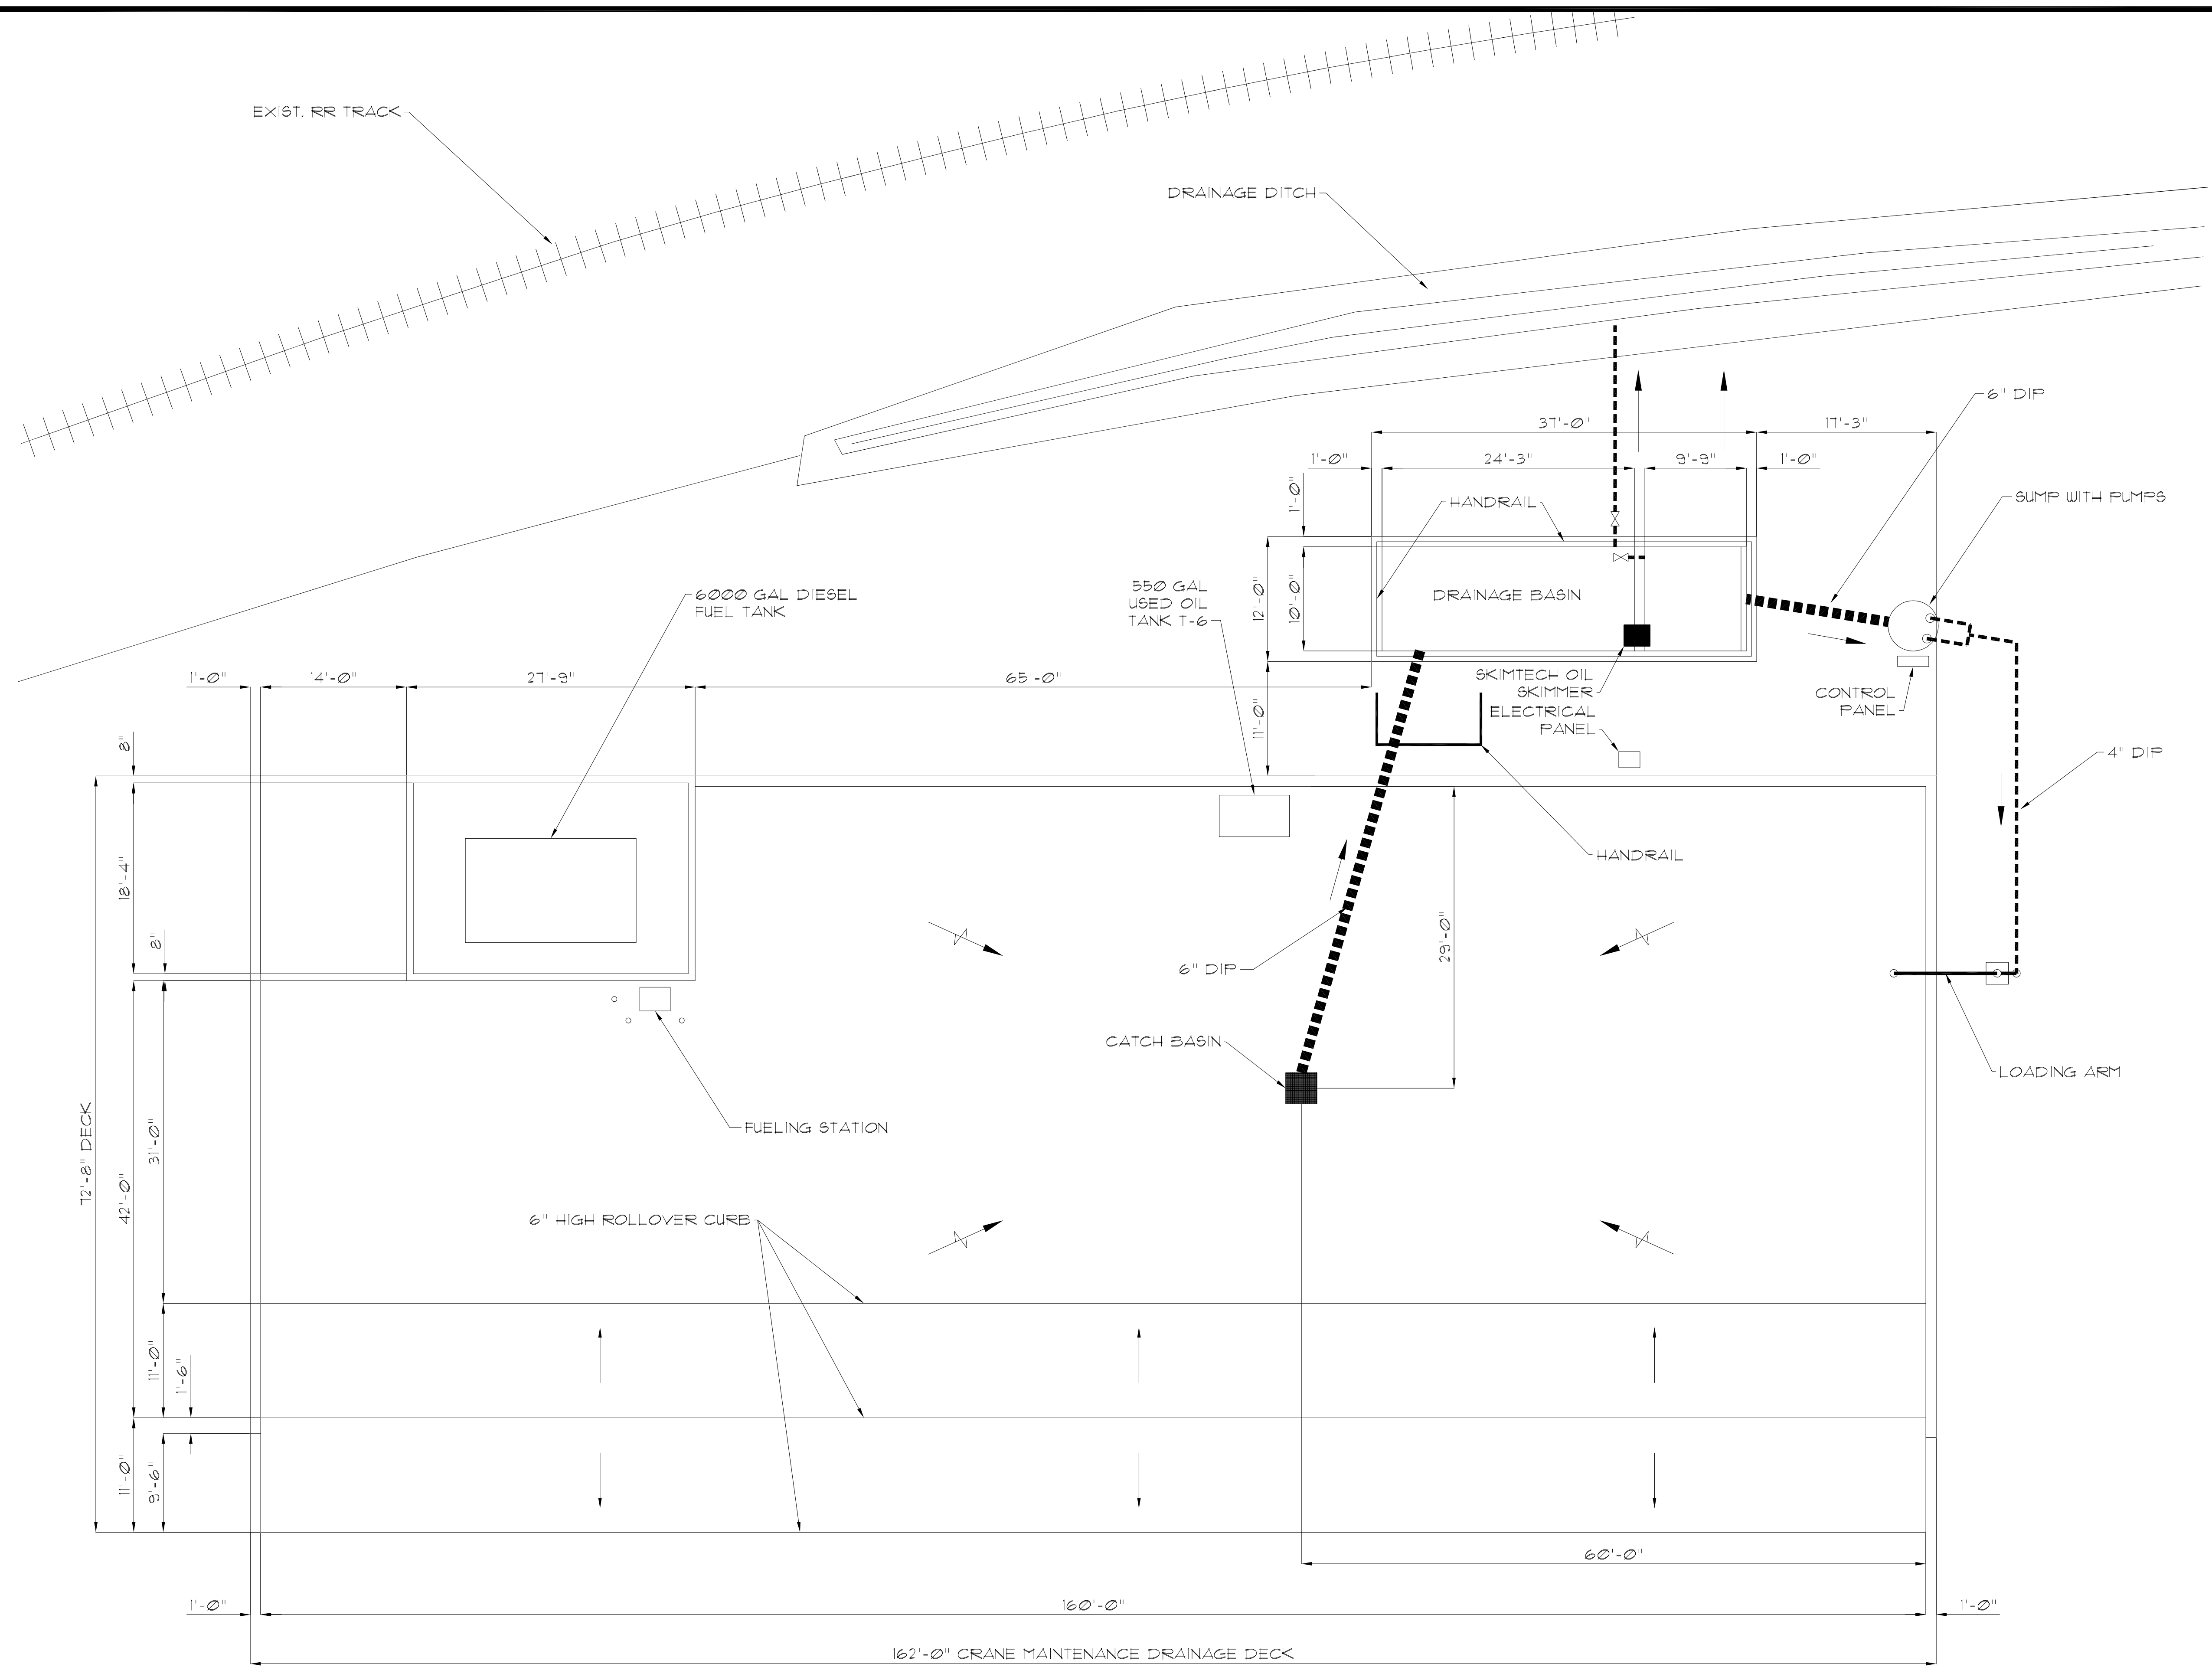 EXIST. RR TRACK
DRAINAGE DITCH
6" DIP
37'-0"
17'-3"
1'-0"
24'-3"
9'-9"
1'-0"
1'-0"
HANDRAIL
SUMP WITH PUMPS
12'-0"
10'-0"
DRAINAGE BASIN
6000 GAL DIESEL
FUEL TANK
550 GAL
USED OIL
TANK T-6
1'-0"
14'-0"
27'-9"
65'-0"
11'-0"
SKIMTECH OIL
SKIMMER
ELECTRICAL
PANEL
CONTROL
PANEL
8"
4" DIP
18'-4"
HANDRAIL
8"
29'-0"
6" DIP
CATCH BASIN
LOADING ARM
FUELING STATION
72'-8" DECK
31'-0"
42'-0"
6" HIGH ROLLOVER CURB
11'-0"
1'-6"
11'-0"
9'-6"
60'-0"
1'-0"
160'-0"
1'-0"
162'-0" CRANE MAINTENANCE DRAINAGE DECK